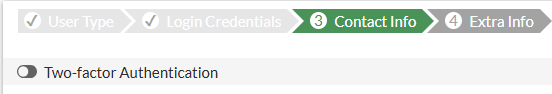 User Type Login Credentials 3 Contact Info 4 Extra Info
Two-factor Authentication